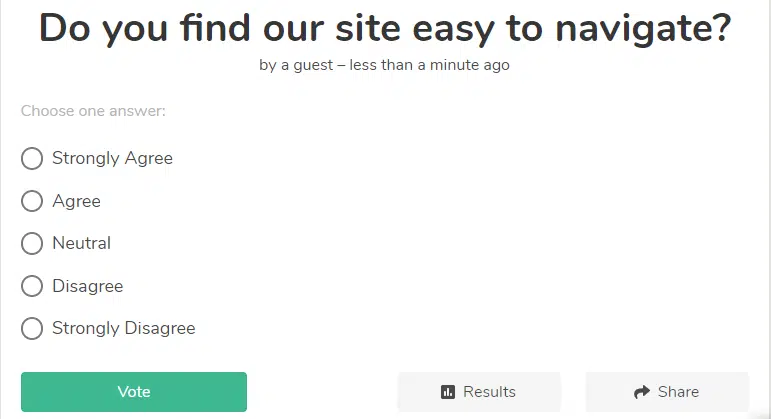 Do you find our site easy to navigate?
by a guest – less than a minute ago
Choose one answer:
Strongly Agree
Agree
Neutral
Disagree
Strongly Disagree
Vote
Results
Share